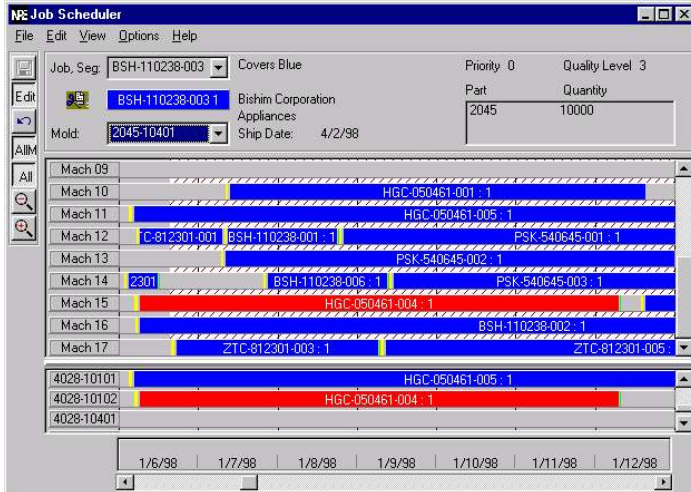 NRE Job Scheduler
File Edit View Options Help
Job, Seg: BSH-110238-003 Covers Blue Priority 0 Quality Level 3
Edit BSH-110238-003 1 Bishim Corporation Part Quantity
Appliances 2045 10000
Mold: 2045-10401 Ship Date: 4/2/98
AllM
All
Mach 09
Mach 10 HGC-050461-001 : 1
Mach 11 HGC-050461-005 : 1
Mach 12 TC-812301-001 BSH-110238-001 : 1 PSK-540645-001 : 1
Mach 13 PSK-540645-002 : 1
Mach 14 2301 BSH-110238-006 : 1 PSK-540645-003 : 1
Mach 15 HGC-050461-004 : 1
Mach 16 BSH-110238-002 : 1
Mach 17 ZTC-812301-003 : 1 ZTC-812301-005 :
4028-10101 HGC-050461-005 : 1
4028-10102 HGC-050461-004 : 1
4028-10401
1/6/98 1/7/98 1/8/98 1/9/98 1/10/98 1/11/98 1/12/98